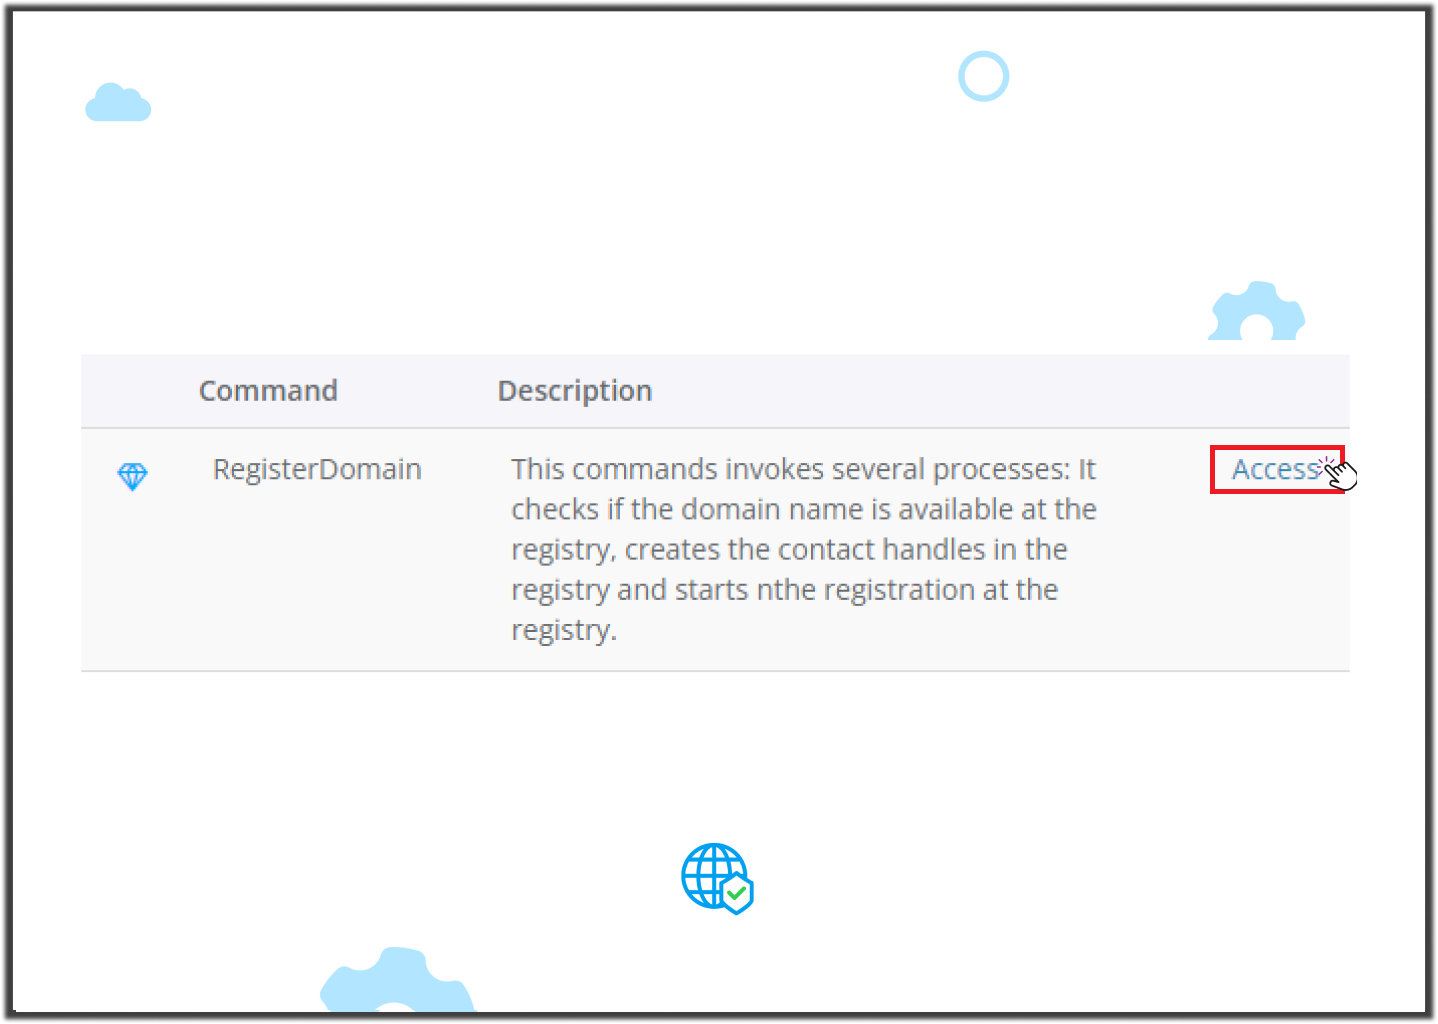 Command Description
RegisterDomain This commands invokes several processes: It Access
checks if the domain name is available at the
registry, creates the contact handles in the
registry and starts nthe registration at the
registry.